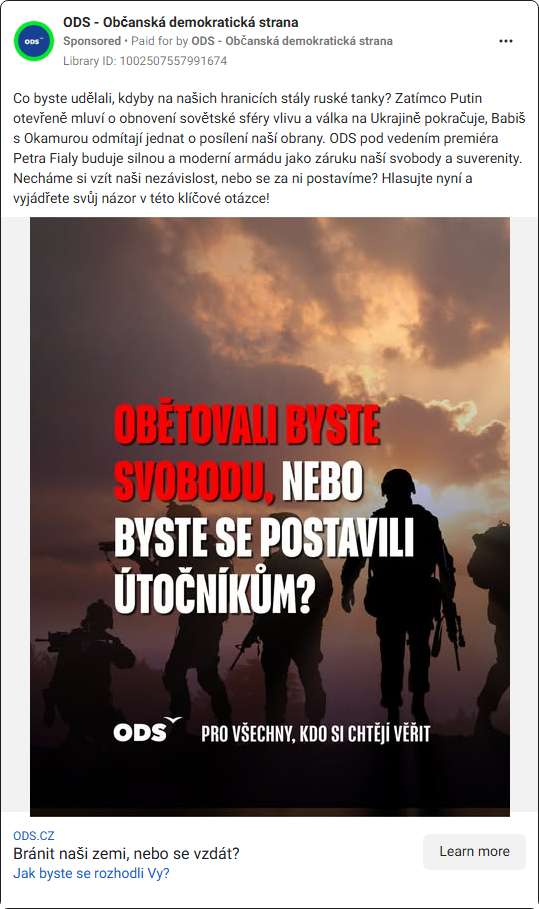 ODS - Občanská demokratická strana
Sponsored • Paid for by ODS - Občanská demokratická strana
Library ID: 1002507557991674
Co byste udělali, kdyby na našich hranicích stály ruské tanky? Zatímco Putin
otevřeně mluví o obnovení sovětské sféry vlivu a válka na Ukrajině pokračuje, Babiš
s Okamurou odmítají jednat o posílení naší obrany. ODS pod vedením premiéra
Petra Fialy buduje silnou a moderní armádu jako záruku naší svobody a suverenity.
Necháme si vzít naši nezávislost, nebo se za ni postavíme? Hlasujte nyní a
vyjádřete svůj názor v této klíčové otázce!
OBĚTOVALI BYSTE
SVOBODU, NEBO
BYSTE SE POSTAVILI
ÚTOČNÍKŮM?
ODS PRO VŠECHNY, KDO SI CHTĚJÍ VĚŘIT
ODS.CZ
Bránit naši zemi, nebo se vzdát?
Jak byste se rozhodli Vy?
Learn more